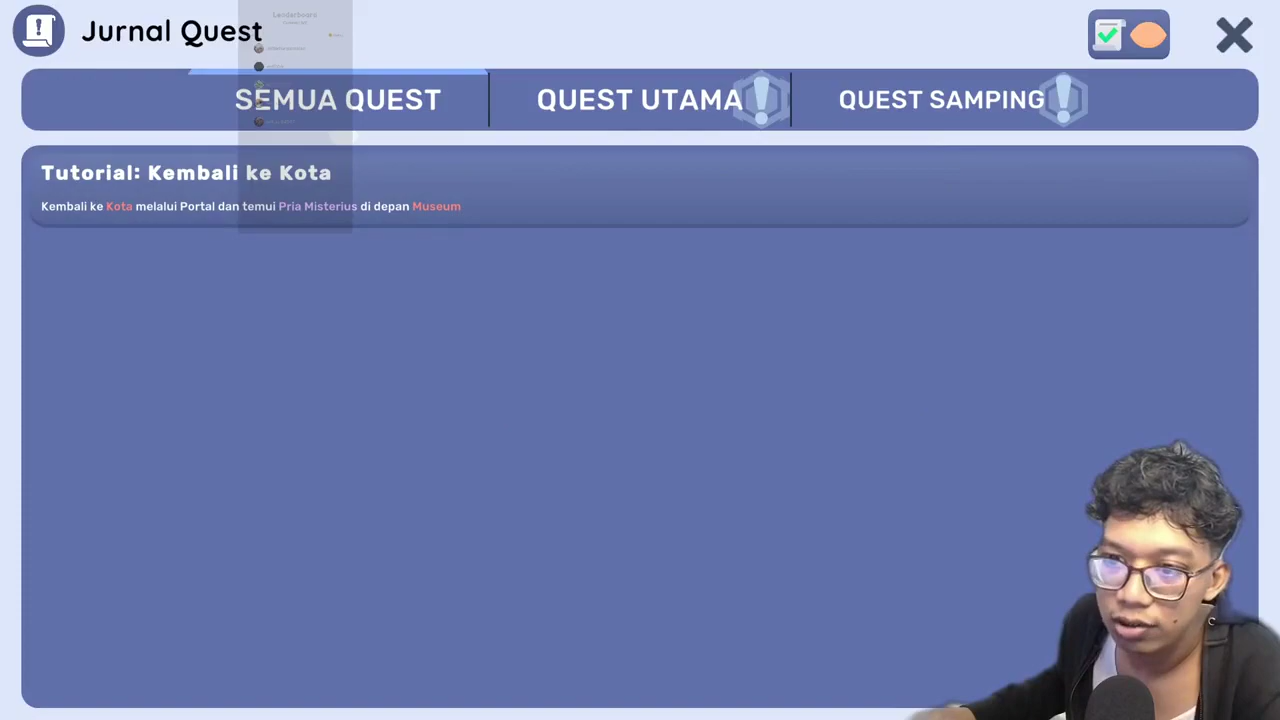 Jurnal Quest
Leaderboard
SEMUA QUEST
QUEST UTAMA
QUEST SAMPING
Tutorial: Kembali ke Kota
Kembali ke Kota melalui Portal dan temui Pria Misterius di depan Museum